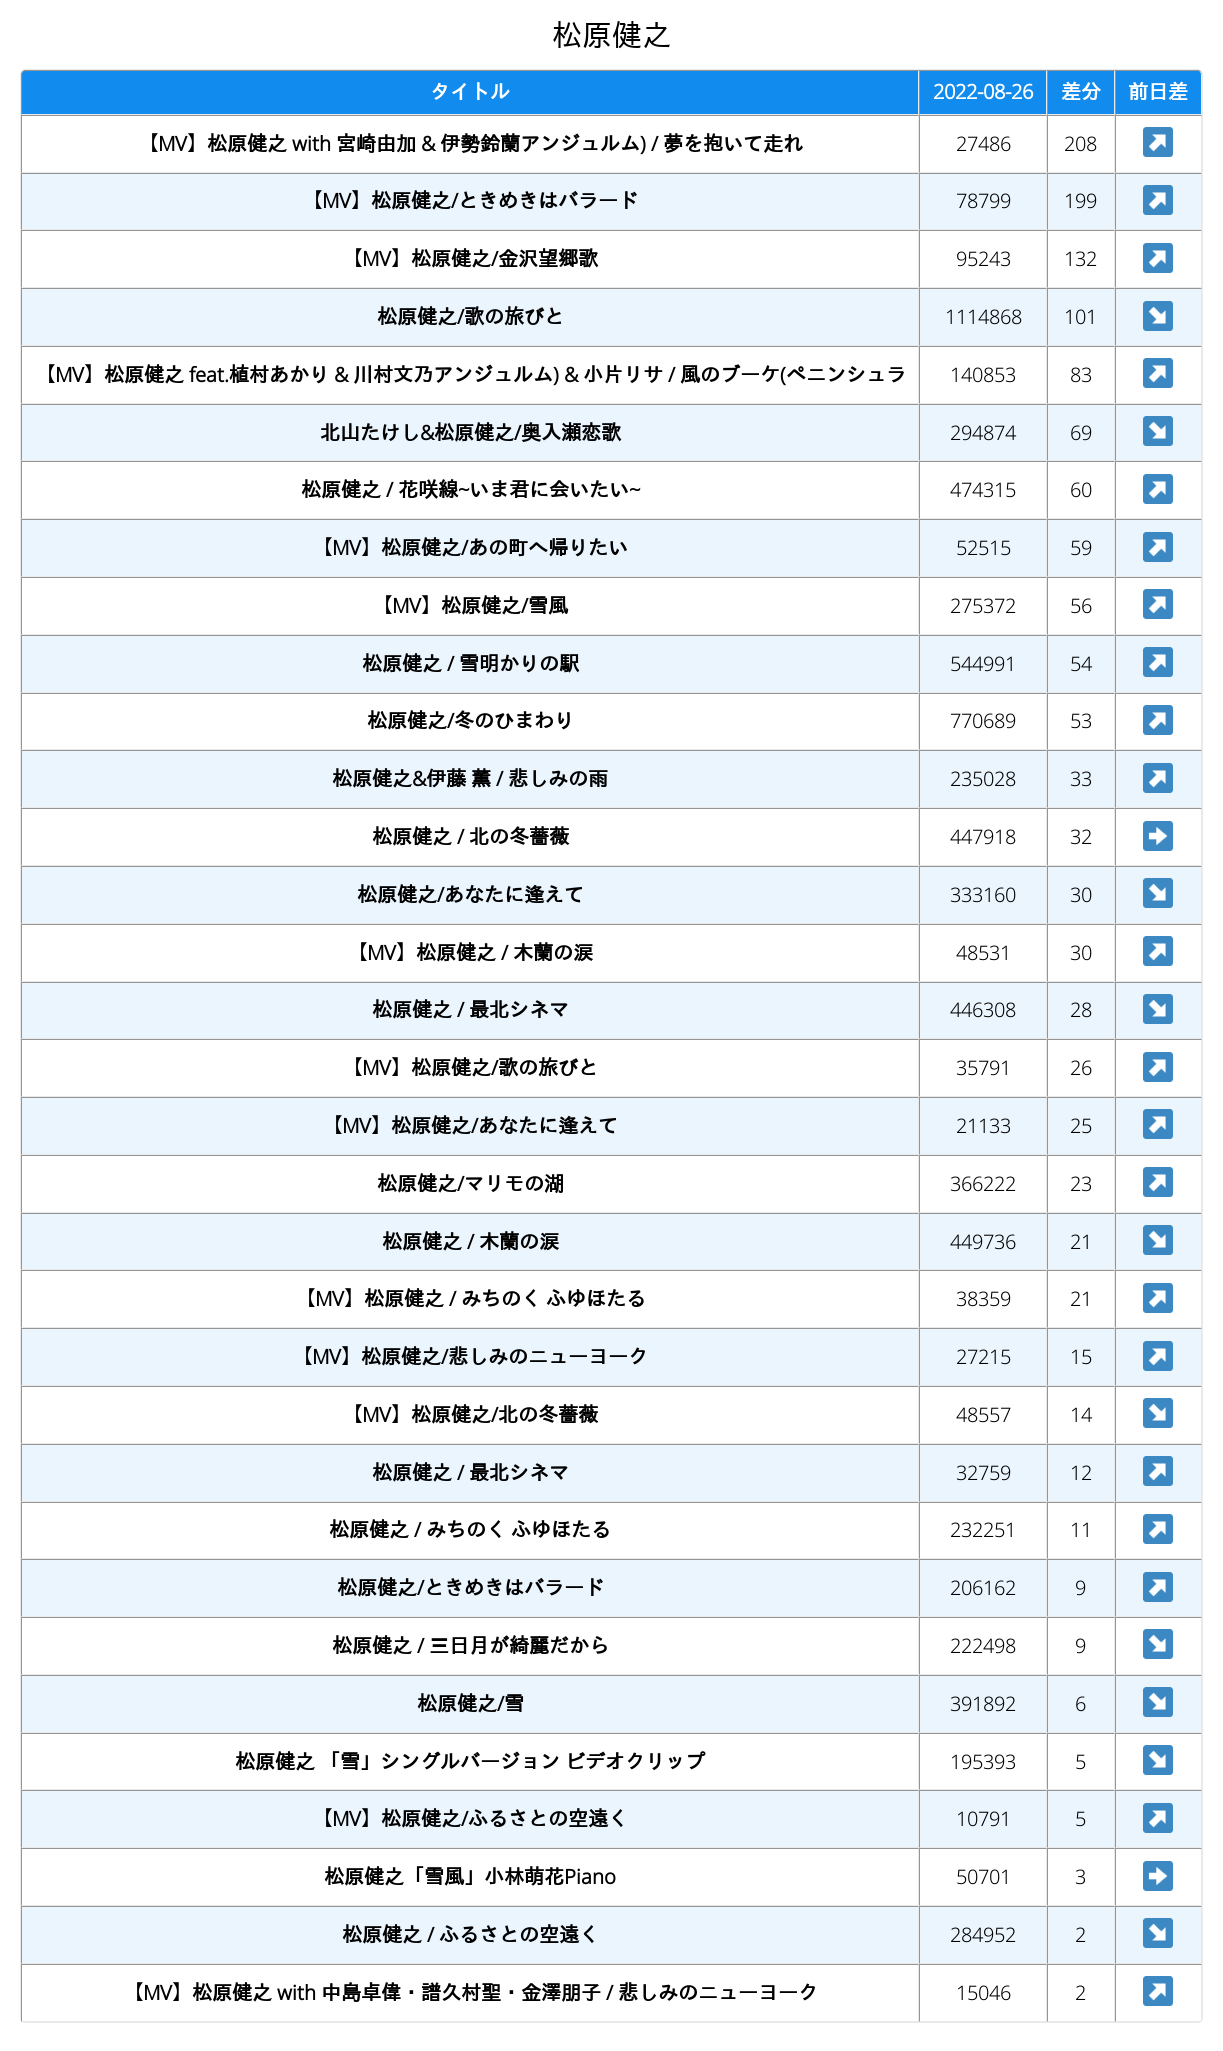 松原健之
タイトル 2022-08-26 差分 前日差
【MV】松原健之 with 宮崎由加 & 伊勢鈴蘭アンジュルム) / 夢を抱いて走れ 27486 208
【MV】松原健之/ときめきはバラード 78799 199
【MV】松原健之/金沢望郷歌 95243 132
松原健之/歌の旅びと 1114868 101
【MV】松原健之 feat.植村あかり & 川村文乃アンジュルム) & 小片リサ / 風のブーケ(ペニンシュラ 140853 83
北山たけし&松原健之/奥入瀬恋歌 294874 69
松原健之 / 花咲線~いま君に会いたい~ 474315 60
【MV】松原健之/あの町へ帰りたい 52515 59
【MV】松原健之/雪風 275372 56
松原健之 / 雪明かりの駅 544991 54
松原健之/冬のひまわり 770689 53
松原健之&伊藤 薫 / 悲しみの雨 235028 33
松原健之 / 北の冬薔薇 447918 32
松原健之/あなたに逢えて 333160 30
【MV】松原健之 / 木蘭の涙 48531 30
松原健之 / 最北シネマ 446308 28
【MV】松原健之/歌の旅びと 35791 26
【MV】松原健之/あなたに逢えて 21133 25
松原健之/マリモの湖 366222 23
松原健之 / 木蘭の涙 449736 21
【MV】松原健之 / みちのく ふゆほたる 38359 21
【MV】松原健之/悲しみのニューヨーク 27215 15
【MV】松原健之/北の冬薔薇 48557 14
松原健之 / 最北シネマ 32759 12
松原健之 / みちのく ふゆほたる 232251 11
松原健之/ときめきはバラード 206162 9
松原健之 / 三日月が綺麗だから 222498 9
松原健之/雪 391892 6
松原健之 「雪」シングルバージョン ビデオクリップ 195393 5
【MV】松原健之/ふるさとの空遠く 10791 5
松原健之「雪風」小林萌花Piano 50701 3
松原健之 / ふるさとの空遠く 284952 2
【MV】松原健之 with 中島卓偉・譜久村聖・金澤朋子 / 悲しみのニューヨーク 15046 2